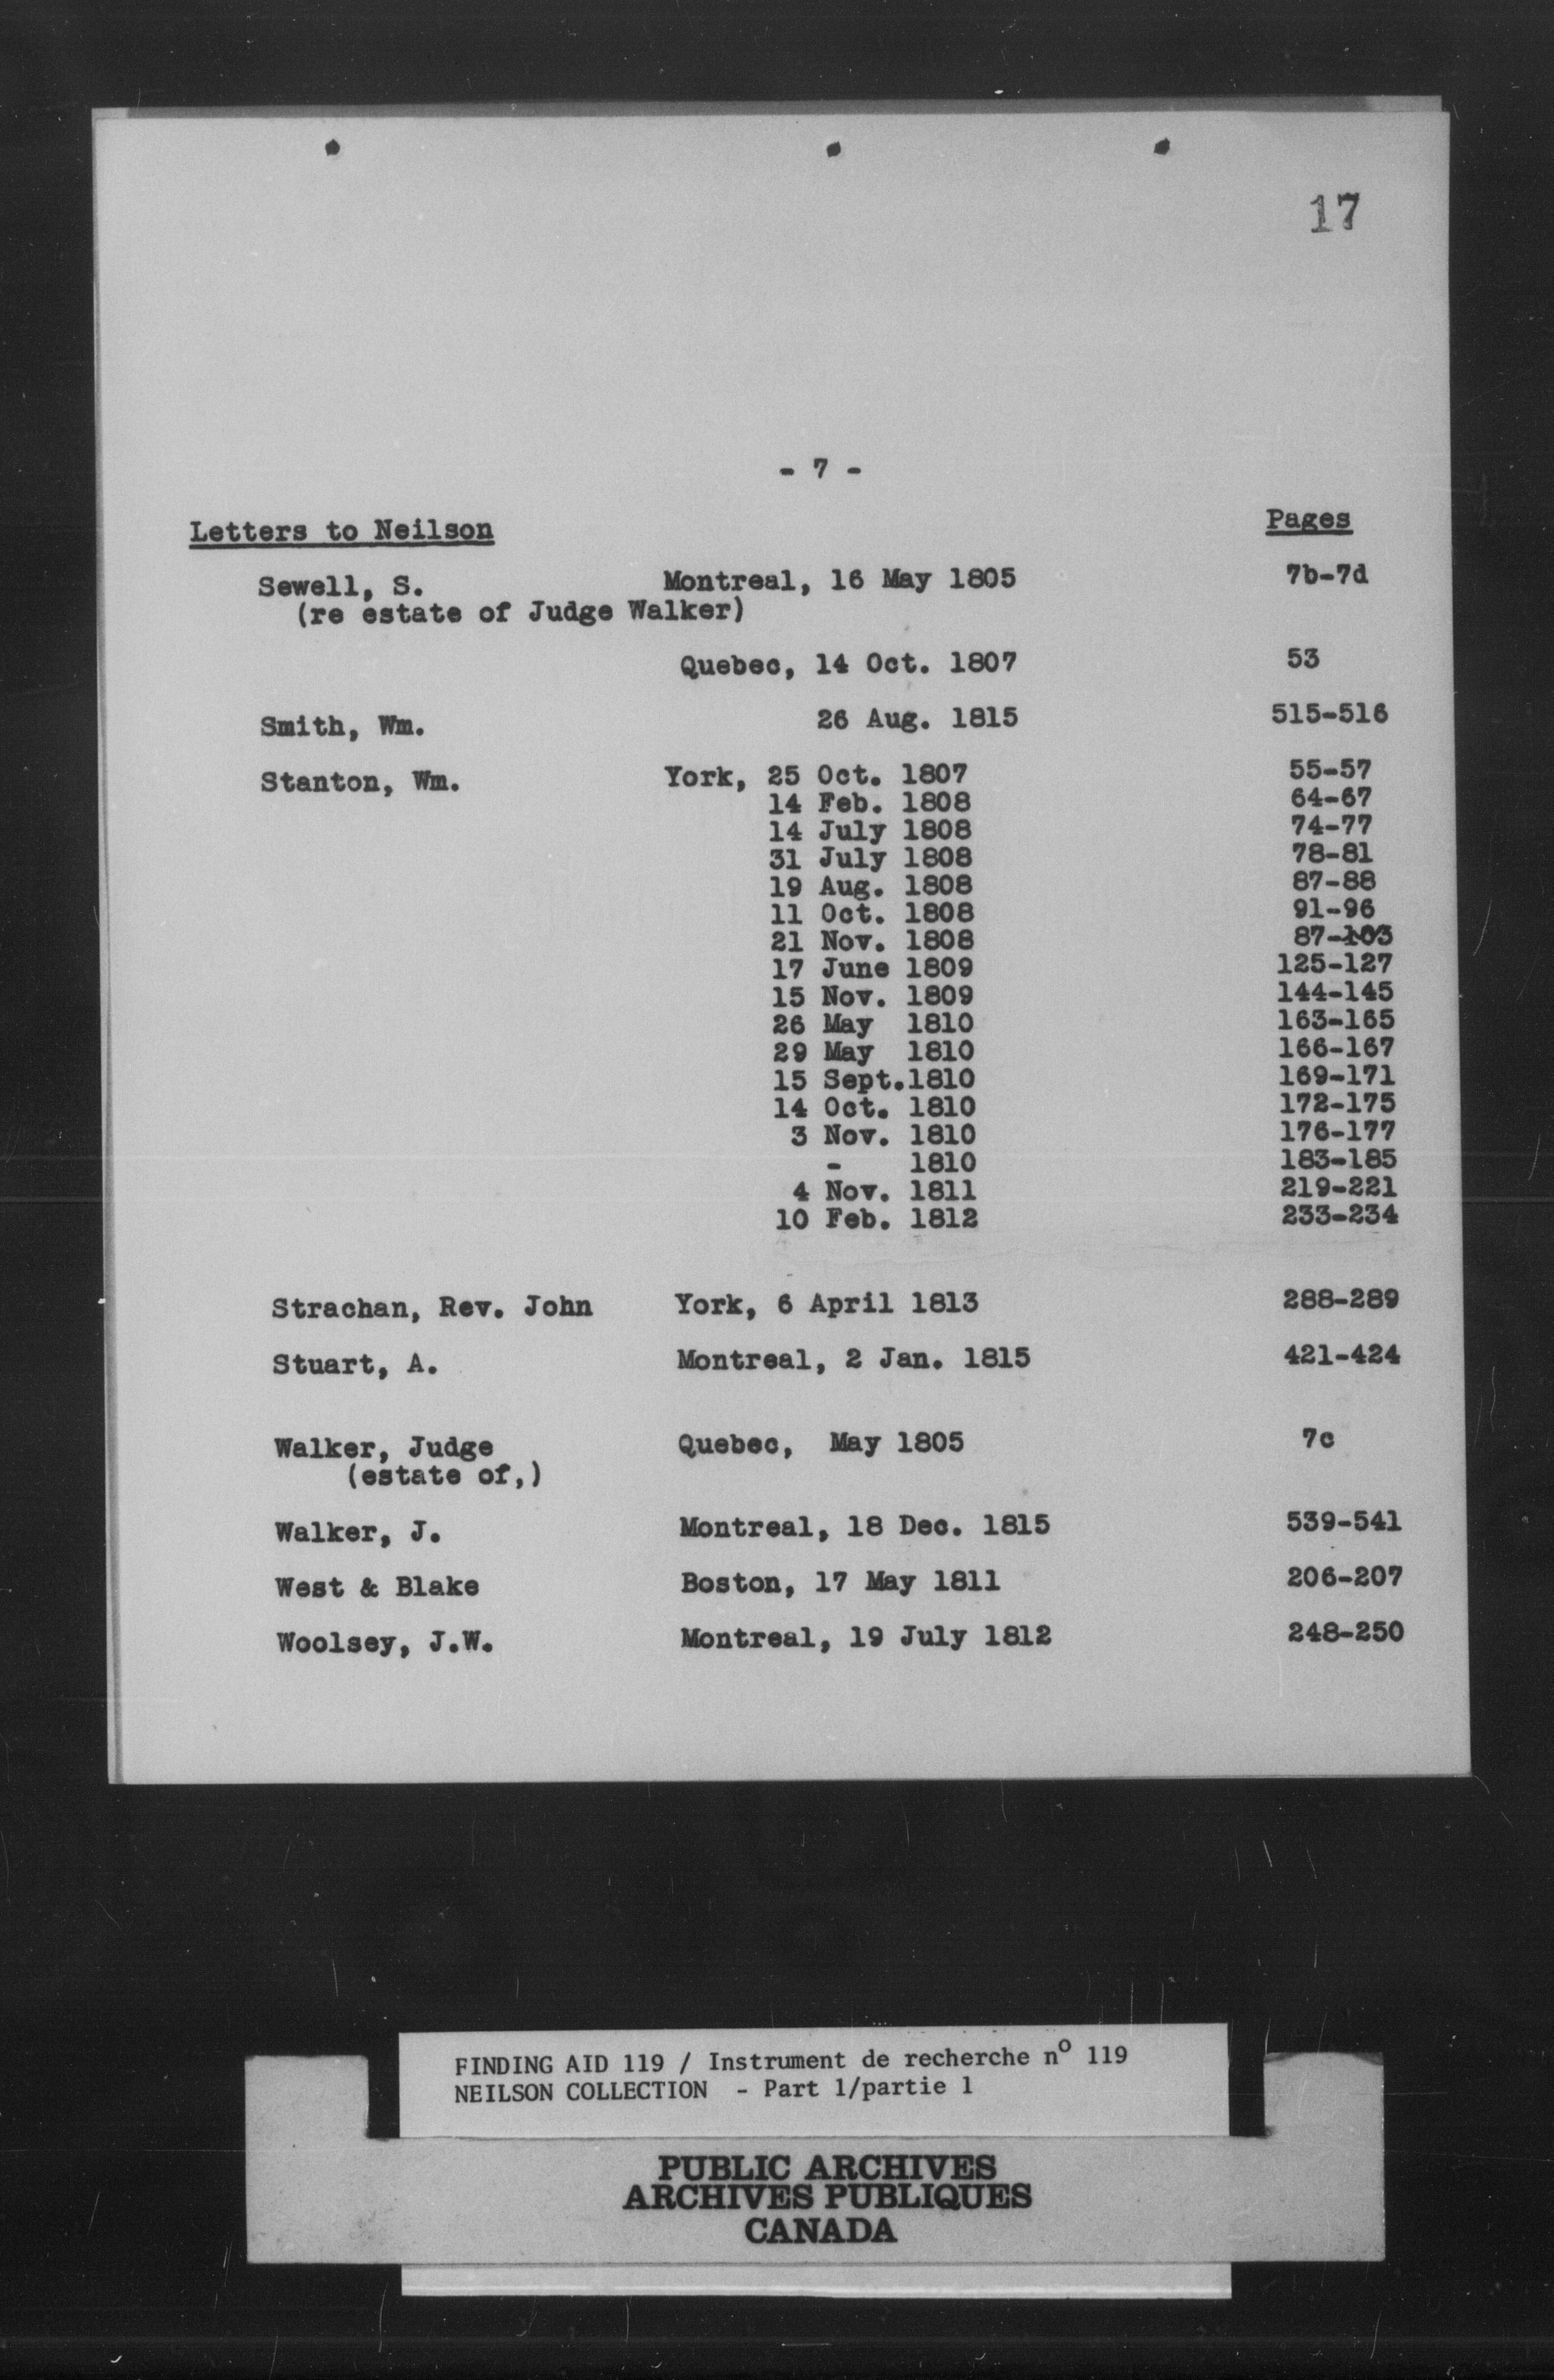 17
- 7 -
Letters to Neilson Pages
Sewell, S. Montreal, 16 May 1805 7b-7d
(re estate of Judge Walker)
Quebec, 14 Oct. 1807 53
Smith, Wm. 26 Aug. 1815 515-516
Stanton, Wm. York, 25 Oct. 1807 55-57
14 Feb. 1808 64-67
14 July 1808 74-77
31 July 1808 78-81
19 Aug. 1808 87-88
11 Oct. 1808 91-96
21 Nov. 1808 87-103
17 June 1809 125-127
15 Nov. 1809 144-145
26 May 1810 163-165
29 May 1810 166-167
15 Sept.1810 169-171
14 Oct. 1810 172-175
3 Nov. 1810 176-177
- 1810 183-185
4 Nov. 1811 219-221
10 Feb. 1812 233-234
Strachan, Rev. John York, 6 April 1813 288-289
Stuart, A. Montreal, 2 Jan. 1815 421-424
Walker, Judge Quebec, May 1805 7c
(estate of,)
Walker, J. Montreal, 18 Dec. 1815 539-541
West & Blake Boston, 17 May 1811 206-207
Woolsey, J.W. Montreal, 19 July 1812 248-250
FINDING AID 119 / Instrument de recherche nº 119
NEILSON COLLECTION - Part 1/partie 1
PUBLIC ARCHIVES
ARCHIVES PUBLIQUES
CANADA